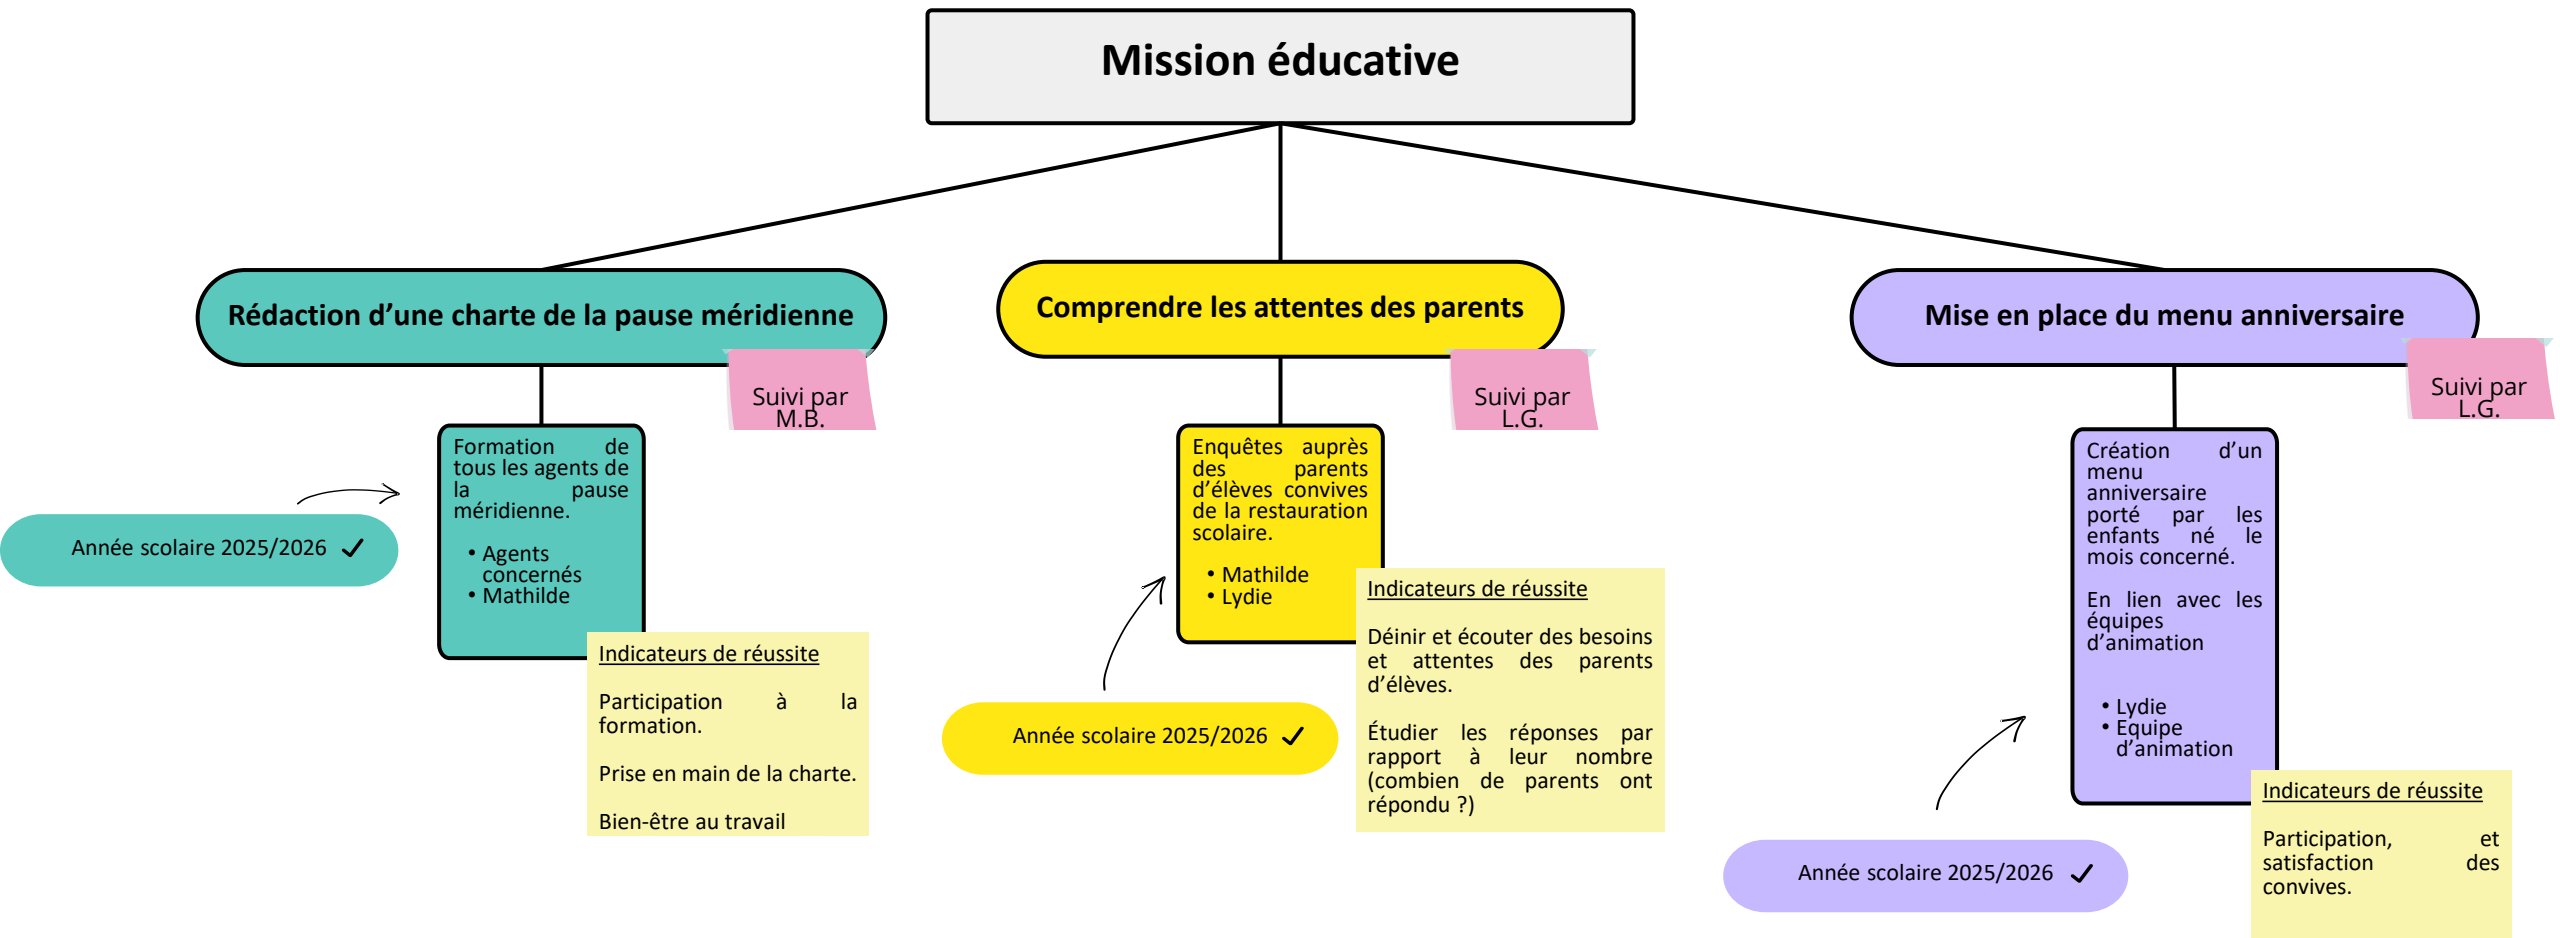 Mission éducative
Rédaction d’une charte de la pause méridienne
Suivi par
M.B.
Formation de
tous les agents de
la pause
méridienne.
• Agents
concernés
• Mathilde
Année scolaire 2025/2026 ✓
Indicateurs de réussite
Participation à la
formation.
Prise en main de la charte.
Bien-être au travail
Comprendre les attentes des parents
Suivi par
L.G.
Enquêtes auprès
des parents
d’élèves convives
de la restauration
scolaire.
• Mathilde
• Lydie
Année scolaire 2025/2026 ✓
Indicateurs de réussite
Déinir et écouter des besoins
et attentes des parents
d’élèves.
Étudier les réponses par
rapport à leur nombre
(combien de parents ont
répondu ?)
Mise en place du menu anniversaire
Suivi par
L.G.
Création d’un
menu
anniversaire
porté par les
enfants né le
mois concerné.
En lien avec les
équipes
d’animation
• Lydie
• Equipe
d’animation
Année scolaire 2025/2026 ✓
Indicateurs de réussite
Participation, et
satisfaction des
convives.